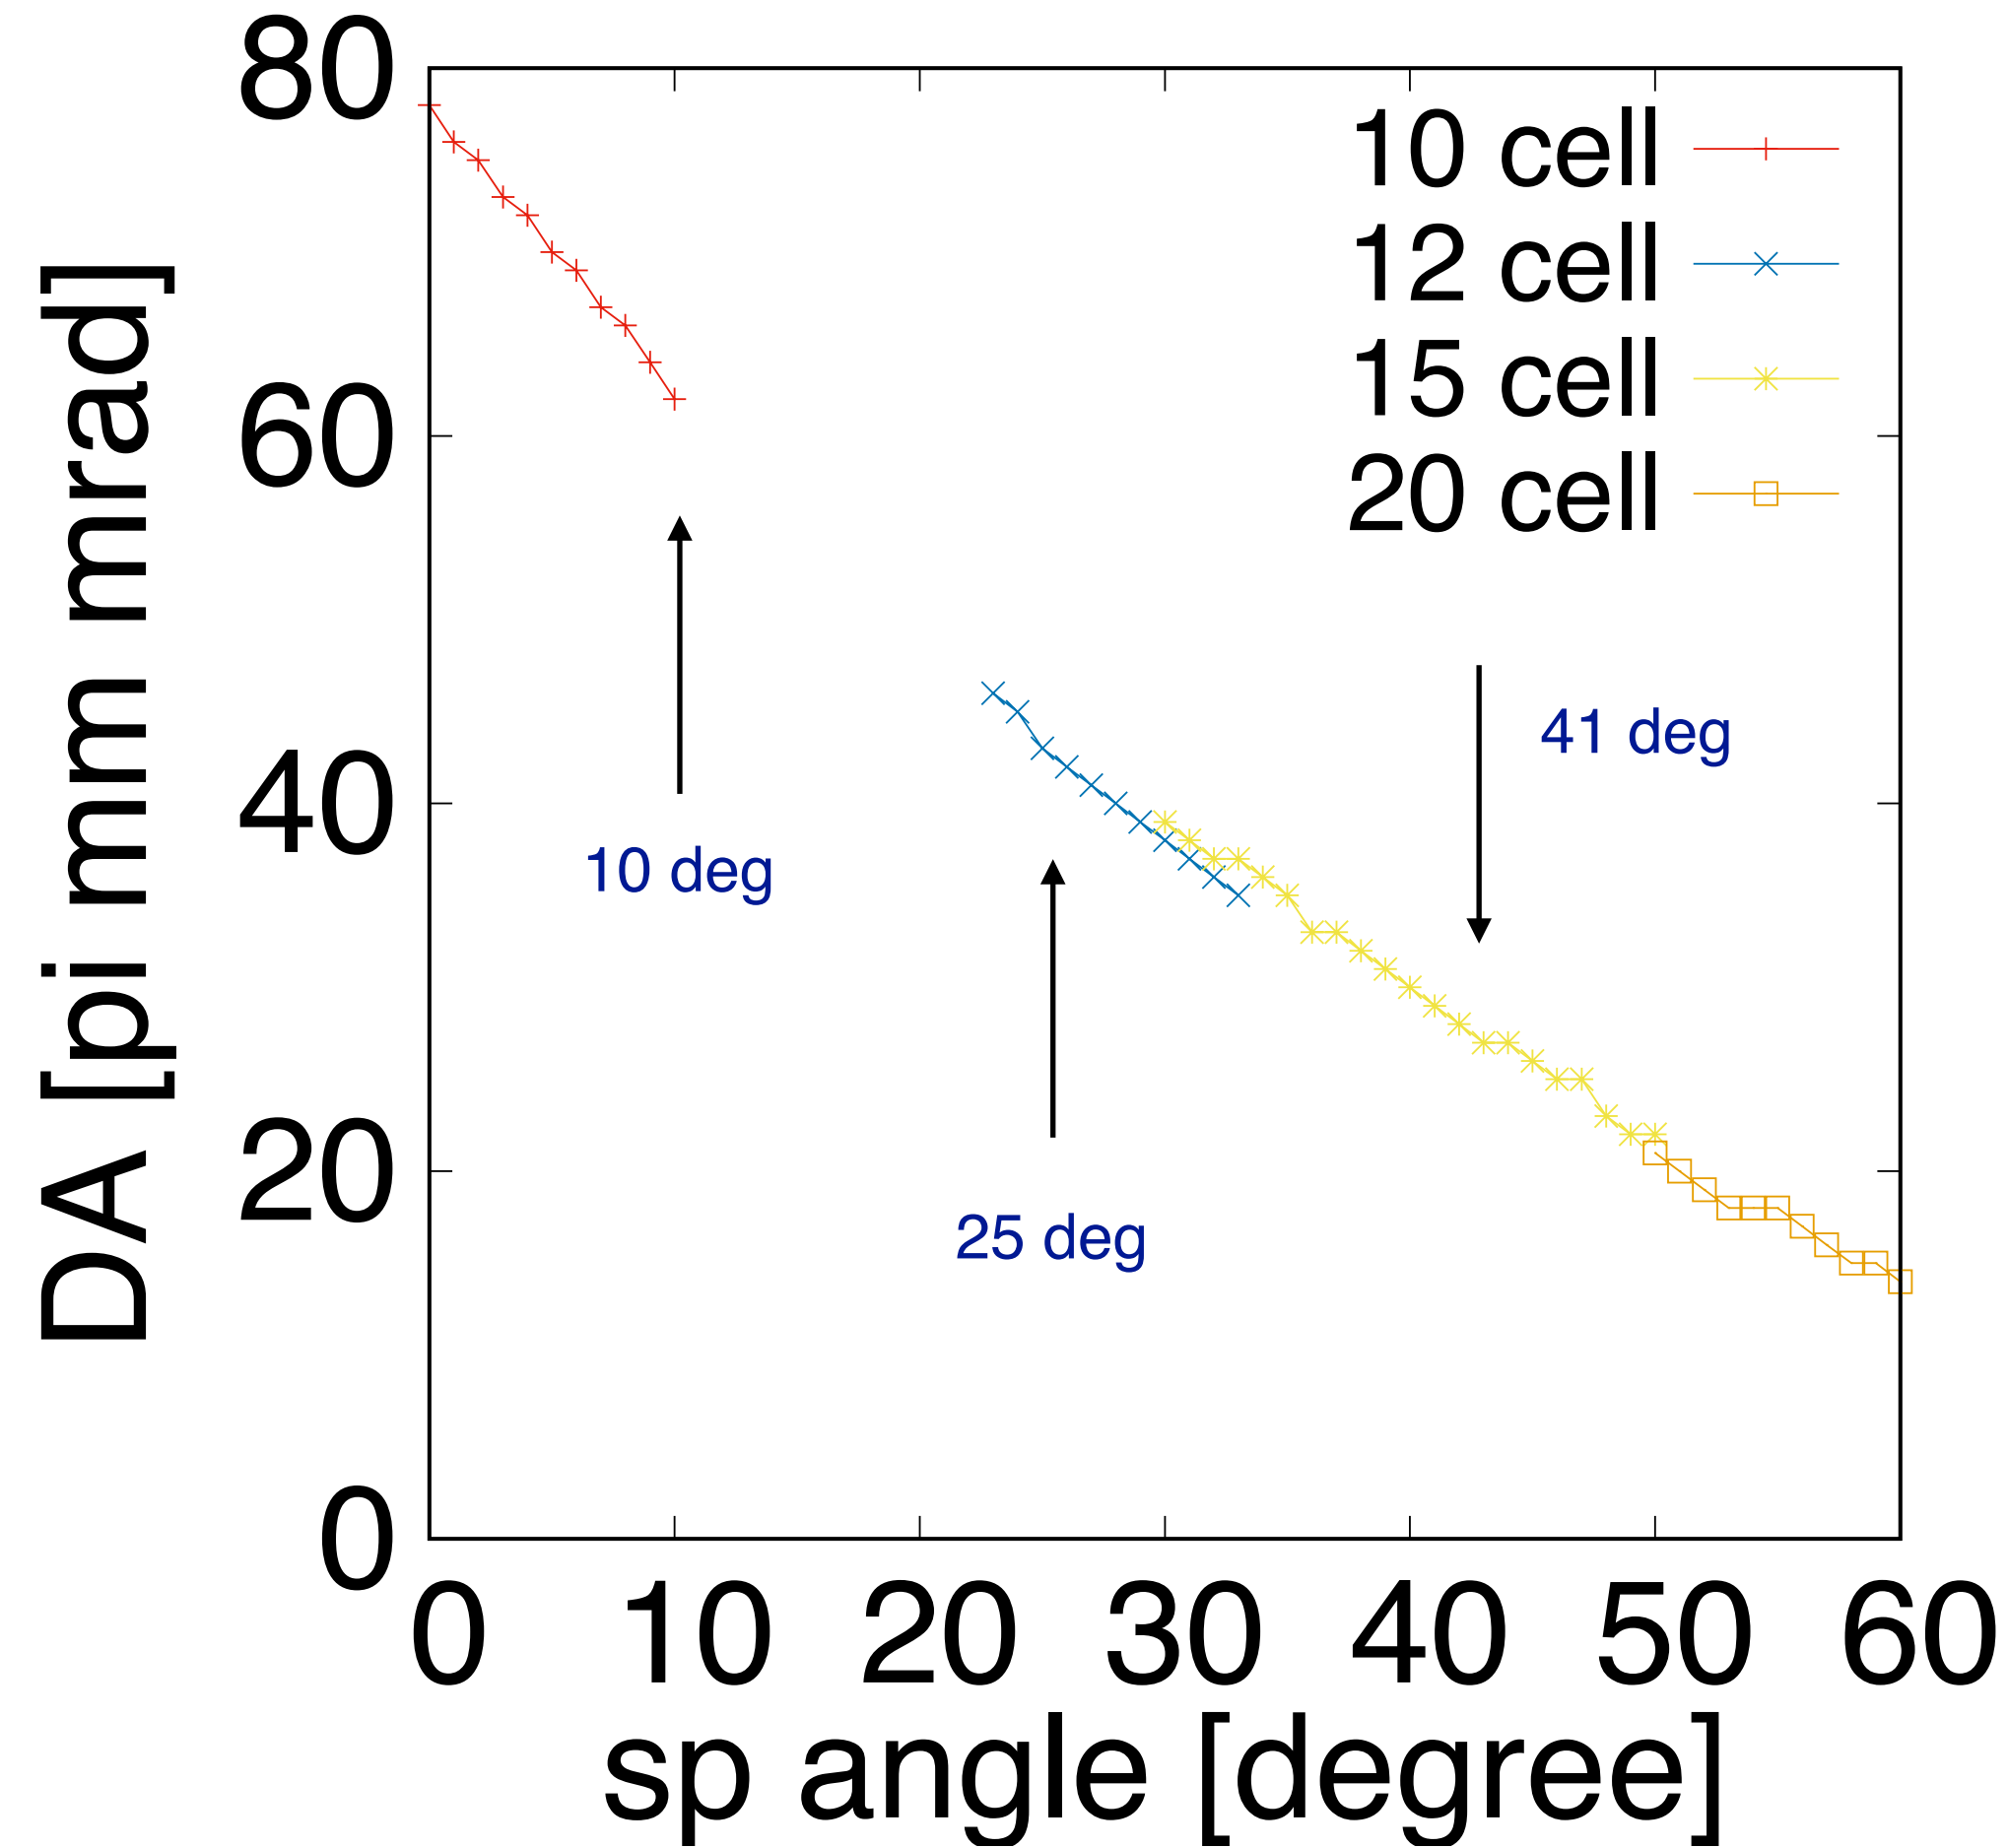 DA [pi mm mrad]
80
60
40
20
0
10 cell
12 cell
15 cell
20 cell
10 deg
41 deg
25 deg
0 10 20 30 40 50 60
sp angle [degree]